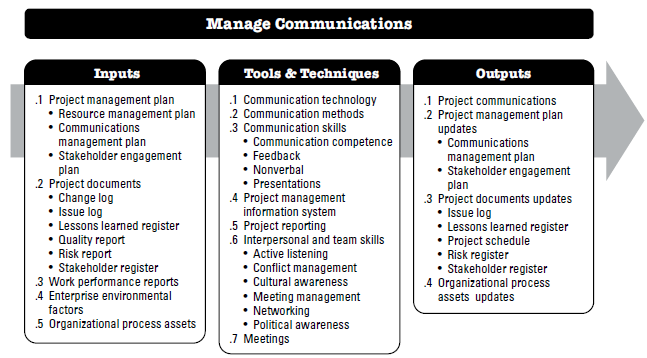 Manage Communications
Inputs
.1 Project management plan
• Resource management plan
• Communications
management plan
• Stakeholder engagement
plan
.2 Project documents
• Change log
• Issue log
• Lessons learned register
• Quality report
• Risk report
• Stakeholder register
.3 Work performance reports
.4 Enterprise environmental
factors
.5 Organizational process assets
Tools & Techniques
.1 Communication technology
.2 Communication methods
.3 Communication skills
• Communication competence
• Feedback
• Nonverbal
• Presentations
.4 Project management
information system
.5 Project reporting
.6 Interpersonal and team skills
• Active listening
• Conflict management
• Cultural awareness
• Meeting management
• Networking
• Political awareness
.7 Meetings
Outputs
.1 Project communications
.2 Project management plan
updates
• Communications
management plan
• Stakeholder engagement
plan
.3 Project documents updates
• Issue log
• Lessons learned register
• Project schedule
• Risk register
• Stakeholder register
.4 Organizational process
assets updates